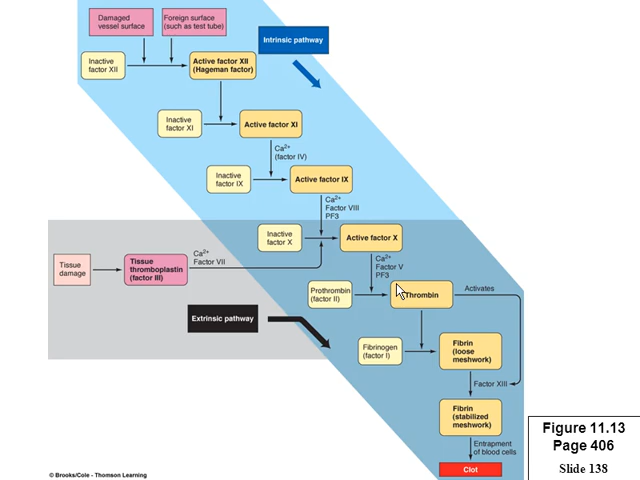 Damaged
vessel surface
Foreign surface
(such as test tube)
Intrinsic pathway
Inactive
factor XII
Active factor XII
(Hageman factor)
Inactive
factor XI
Active factor XI
Ca2+
(factor IV)
Inactive
factor IX
Active factor IX
Ca2+
Factor VIII
PF3
Inactive
factor X
Active factor X
Tissue
damage
Tissue
thromboplastin
(factor III)
Ca2+
Factor VII
Ca2+
Factor V
PF3
Prothrombin
(factor II)
Thrombin
Activates
Extrinsic pathway
Fibrinogen
(factor I)
Fibrin
(loose
meshwork)
Factor XIII
Fibrin
(stabilized
meshwork)
Entrapment
of blood cells
Clot
© Brooks/Cole - Thomson Learning
Figure 11.13
Page 406
Slide 138